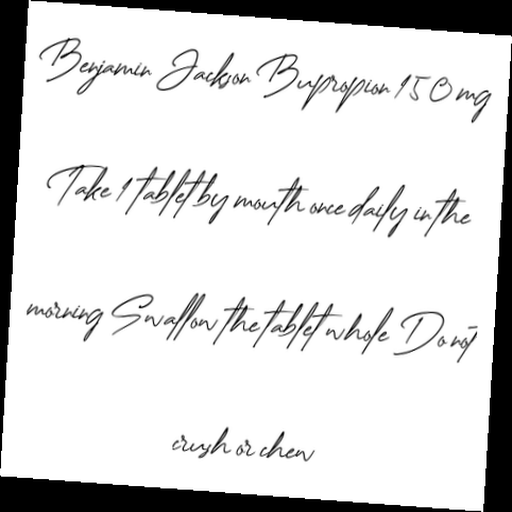 Benjamin Jackson Bupropion 150 mg
Take 1 tablet by mouth once daily in the
morning Swallow the tablet whole Do not
crush or chew